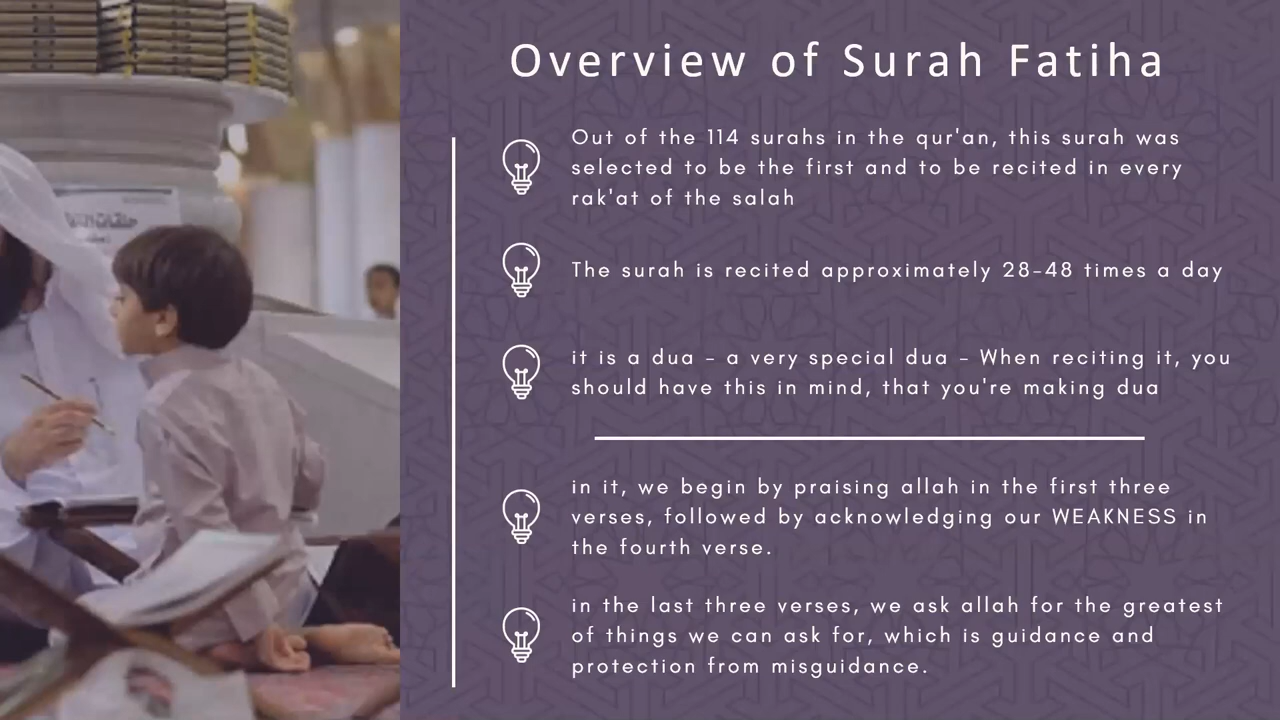 Overview of Surah Fatiha
Out of the 114 surahs in the qur'an, this surah was
selected to be the first and to be recited in every
rak'at of the salah
The surah is recited approximately 28-48 times a day
it is a dua - a very special dua - When reciting it, you
should have this in mind, that you're making dua
in it, we begin by praising allah in the first three
verses, followed by acknowledging our WEAKNESS in
the fourth verse.
in the last three verses, we ask allah for the greatest
of things we can ask for, which is guidance and
protection from misguidance.